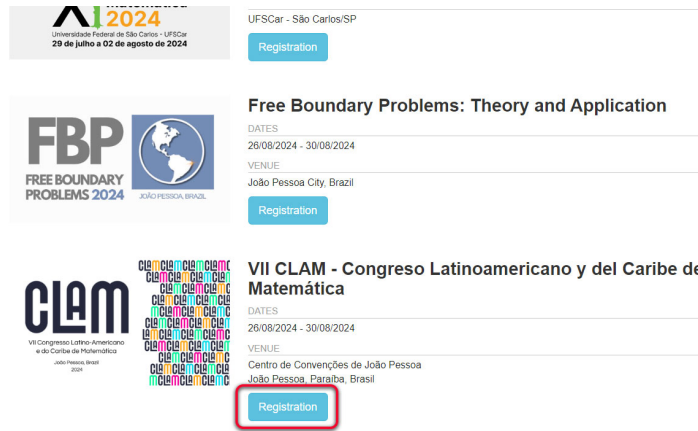 2024
Universidade Federal de São Carlos - UFSCar
29 de julho a 02 de agosto de 2024
UFSCar - São Carlos/SP
Registration
FBP
FREE BOUNDARY
PROBLEMS 2024
JOÃO PESSOA, BRAZIL
Free Boundary Problems: Theory and Application
DATES
26/08/2024 - 30/08/2024
VENUE
João Pessoa City, Brazil
Registration
CLAM
VII Congresso Latino-Americano
e do Caribe de Matemática
João Pessoa, Brasil
2024
VII CLAM - Congreso Latinoamericano y del Caribe de
Matemática
DATES
26/08/2024 - 30/08/2024
VENUE
Centro de Convenções de João Pessoa
João Pessoa, Paraíba, Brasil
Registration